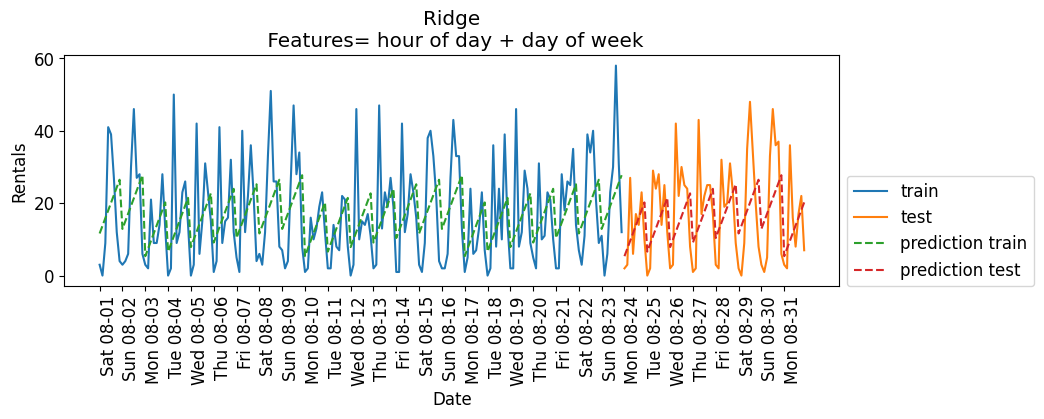 Ridge
Features= hour of day + day of week
Rentals
60
40
20
0
Sat 08-01
Sun 08-02
Mon 08-03
Tue 08-04
Wed 08-05
Thu 08-06
Fri 08-07
Sat 08-08
Sun 08-09
Mon 08-10
Tue 08-11
Wed 08-12
Thu 08-13
Fri 08-14
Sat 08-15
Sun 08-16
Mon 08-17
Tue 08-18
Wed 08-19
Thu 08-20
Fri 08-21
Sat 08-22
Sun 08-23
Mon 08-24
Tue 08-25
Wed 08-26
Thu 08-27
Fri 08-28
Sat 08-29
Sun 08-30
Mon 08-31
Date
train
test
prediction train
prediction test